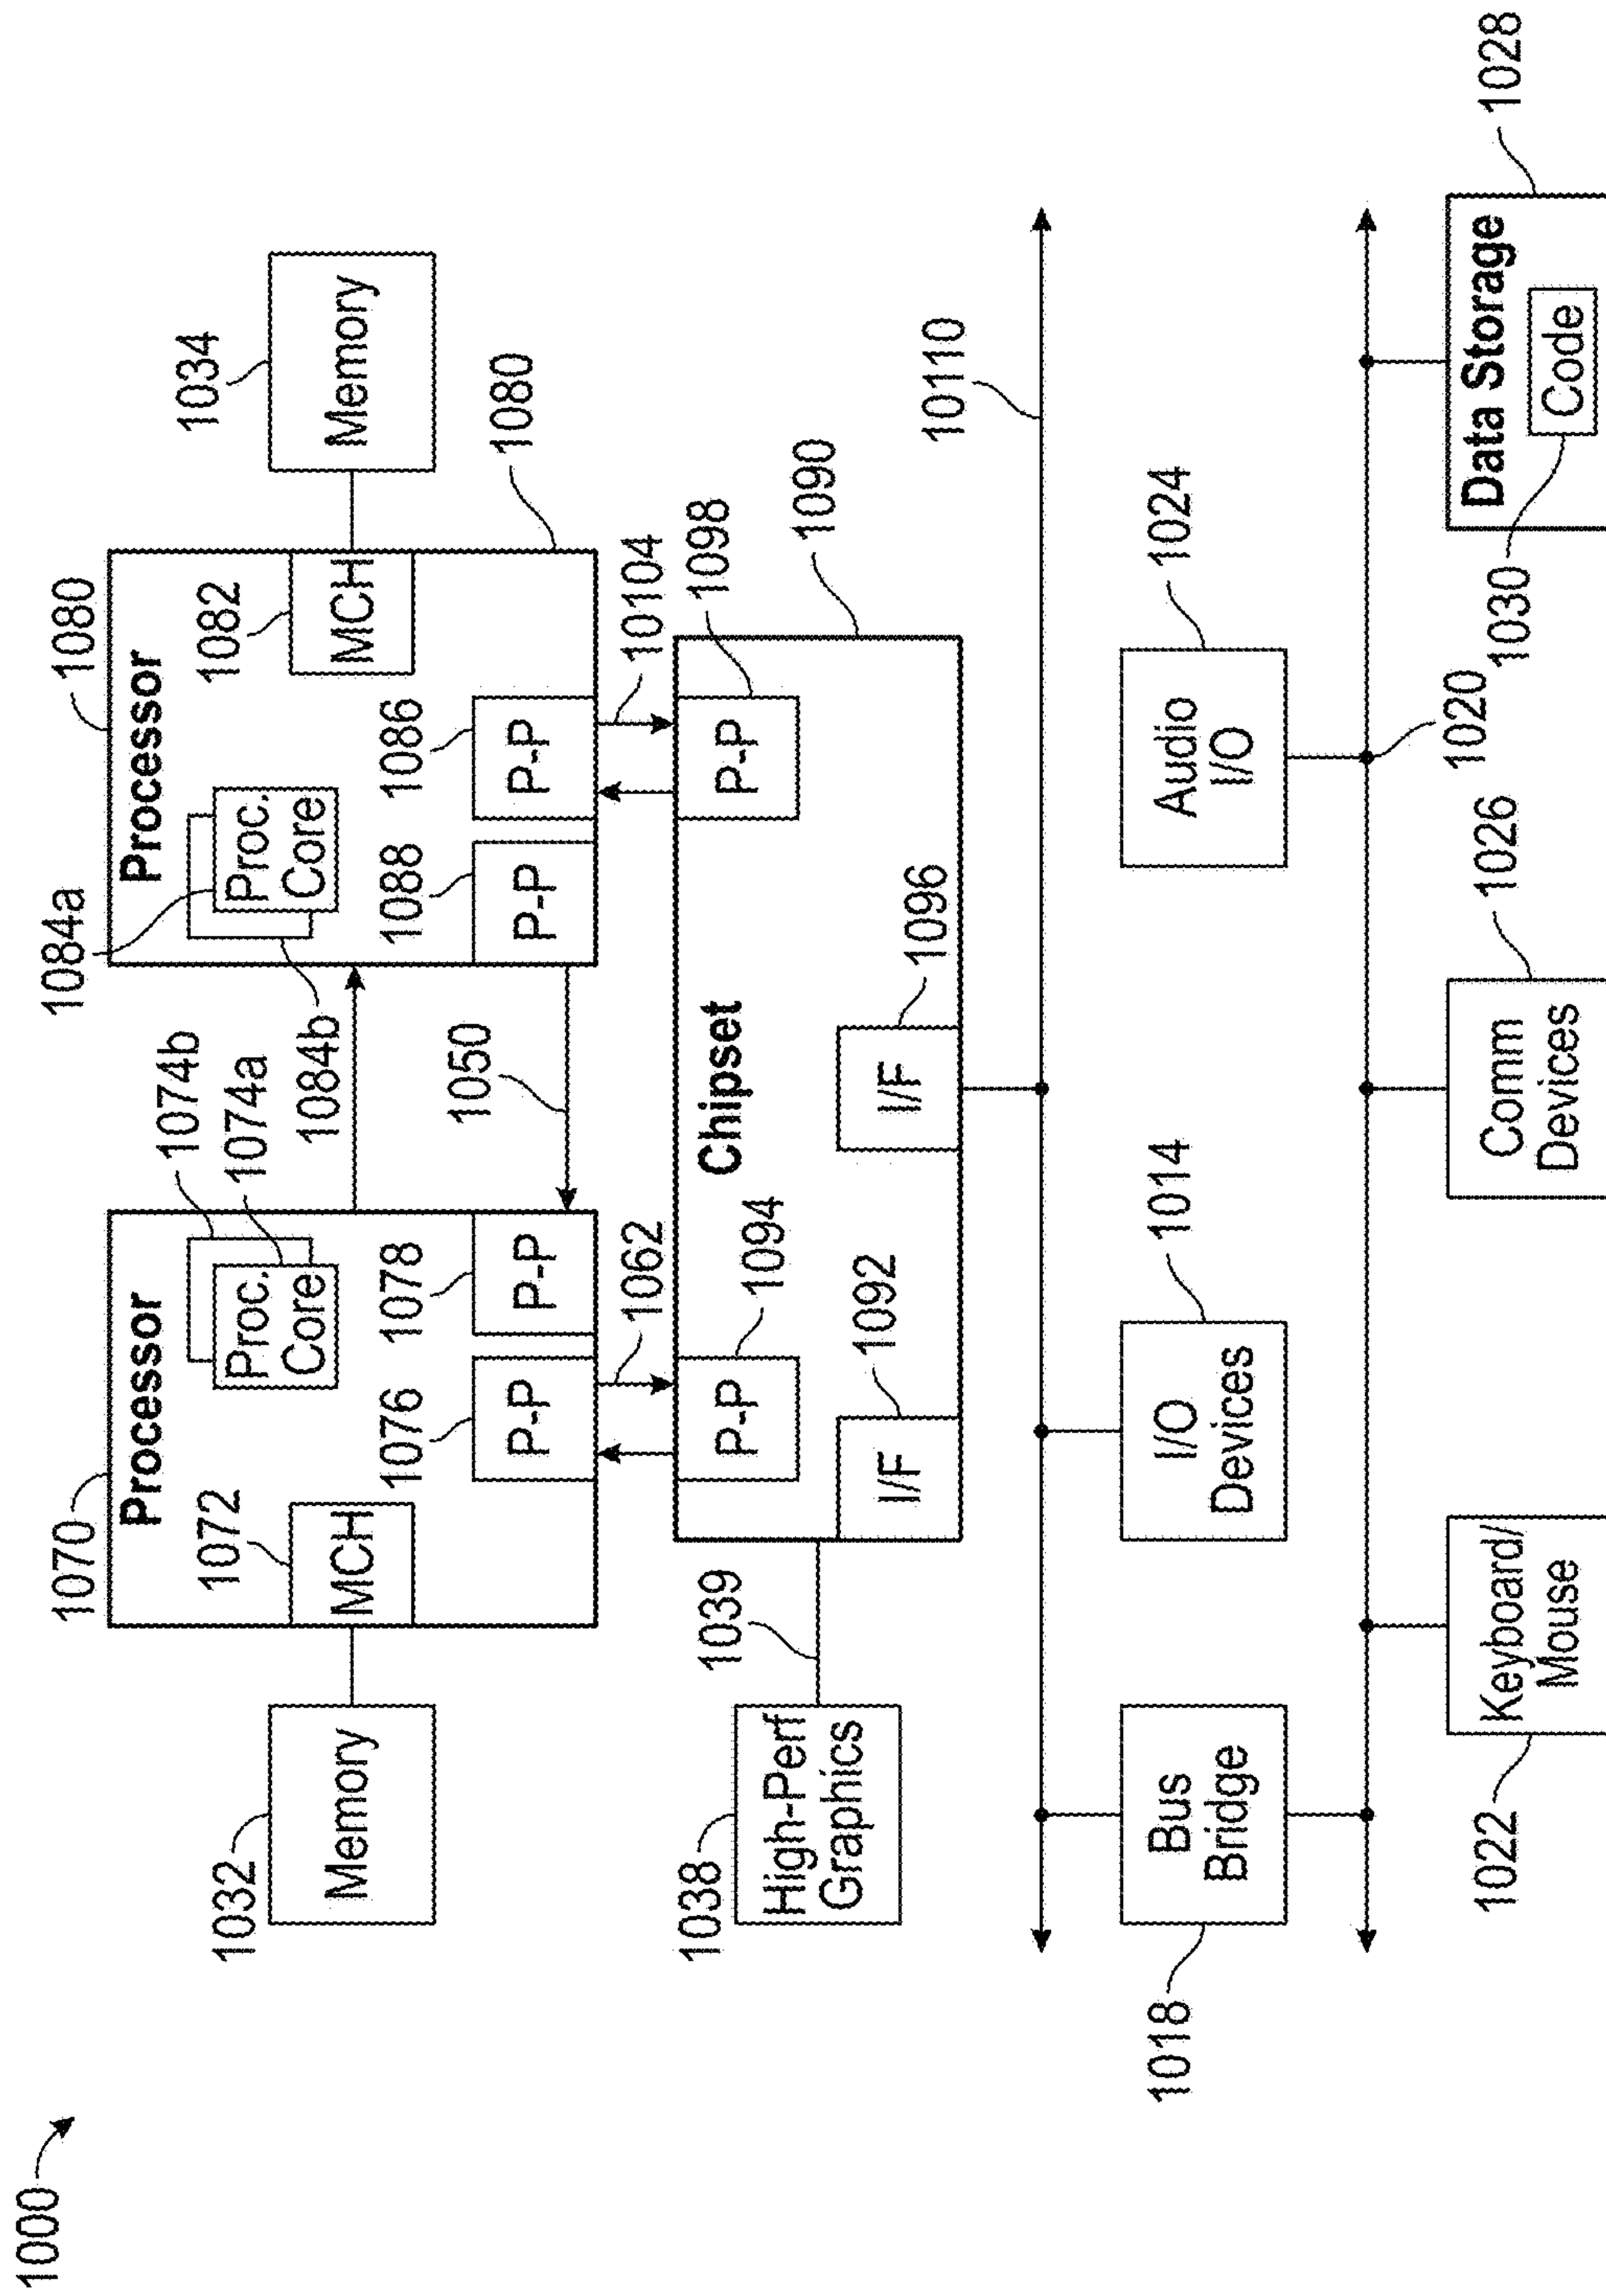 1000
1070
Processor
1074b
1074a
Proc.
Core
1072
MCH
1032
Memory
1076
P-P
1078
P-P
1084a
1084b
1080
Processor
Proc.
Core
1082
MCH
1034
Memory
1088
P-P
1086
P-P
1080
1050
1062
10104
1038
High-Perf
Graphics
1039
1094
P-P
Chipset
1098
P-P
1090
1092
I/F
1096
I/F
10110
1018
Bus
Bridge
1014
I/O
Devices
1024
Audio
I/O
1020
1022
Keyboard/
Mouse
1026
Comm
Devices
1028
Data Storage
1030
Code